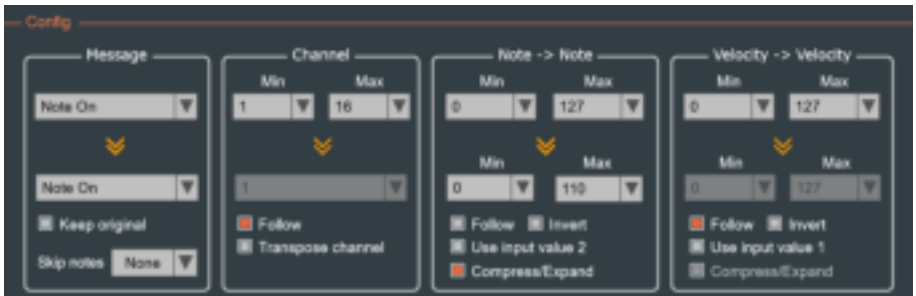 Config
Message
Note On
Note On
Keep original
Skip notes None
Channel
Min Max
1 16
1
Follow
Transpose channel
Note -> Note
Min Max
0 127
Min Max
0 110
Follow Invert
Use input value 2
Compress/Expand
Velocity -> Velocity
Min Max
0 127
Min Max
0 127
Follow Invert
Use input value 1
Compress/Expand